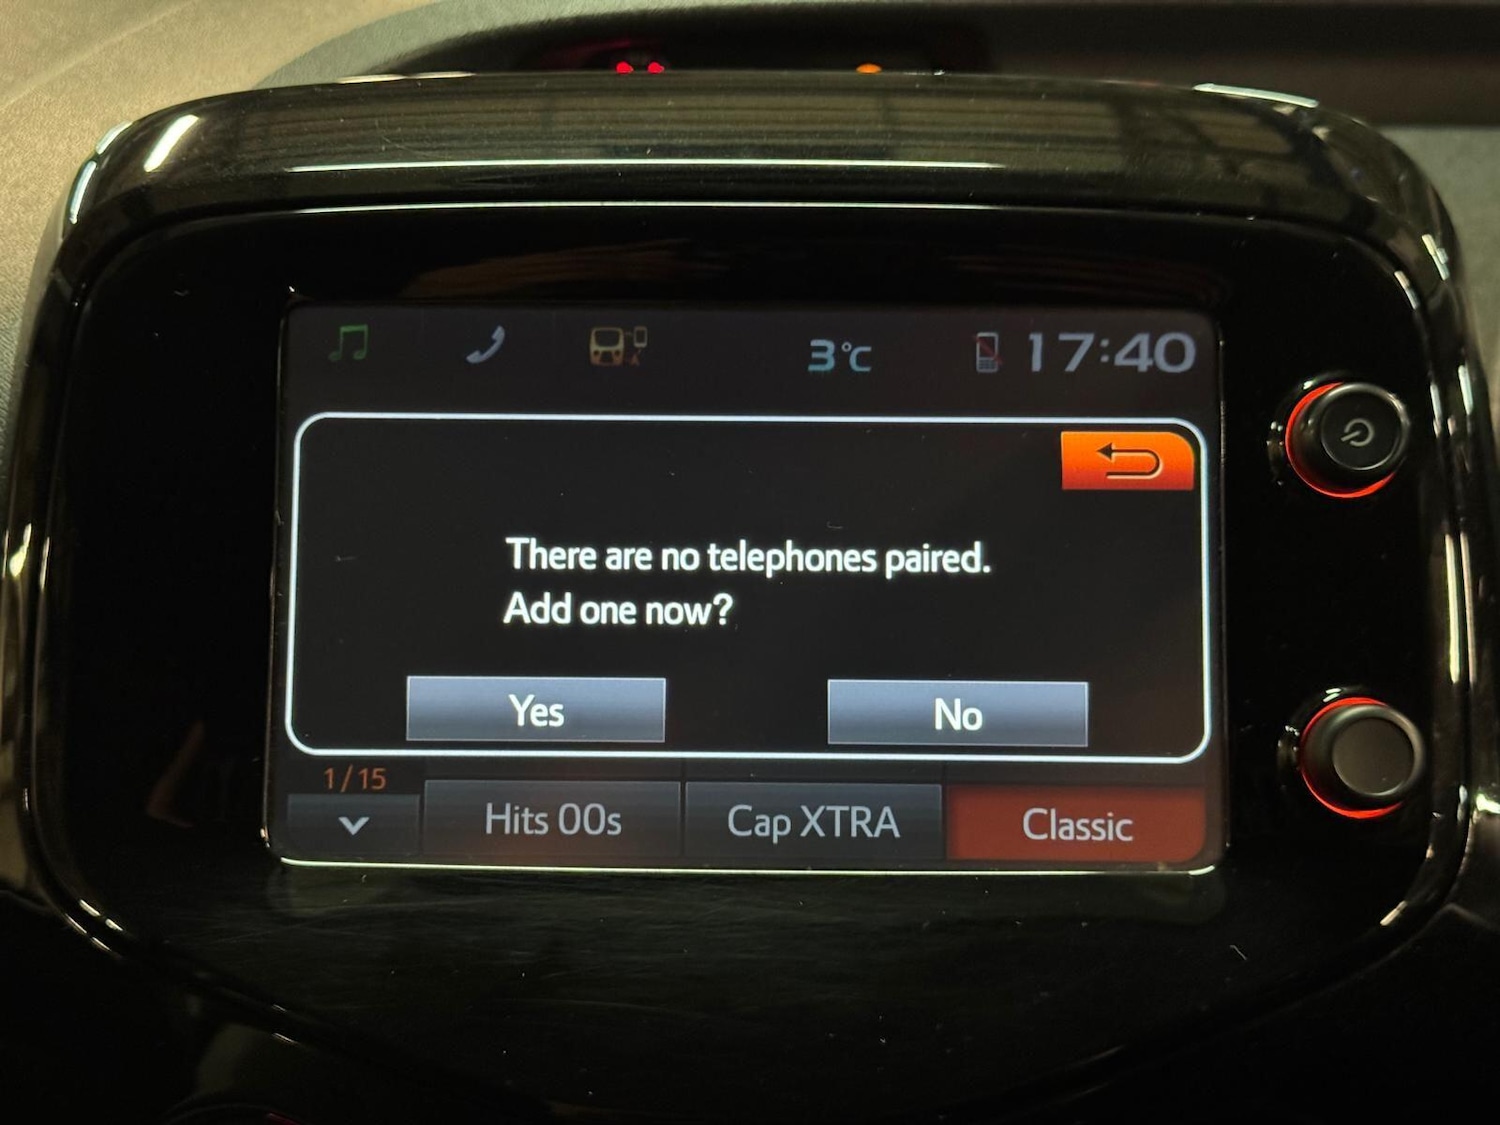 3°C 17:40
There are no telephones paired.
Add one now?
Yes No
1/15
Hits 00s Cap XTRA Classic